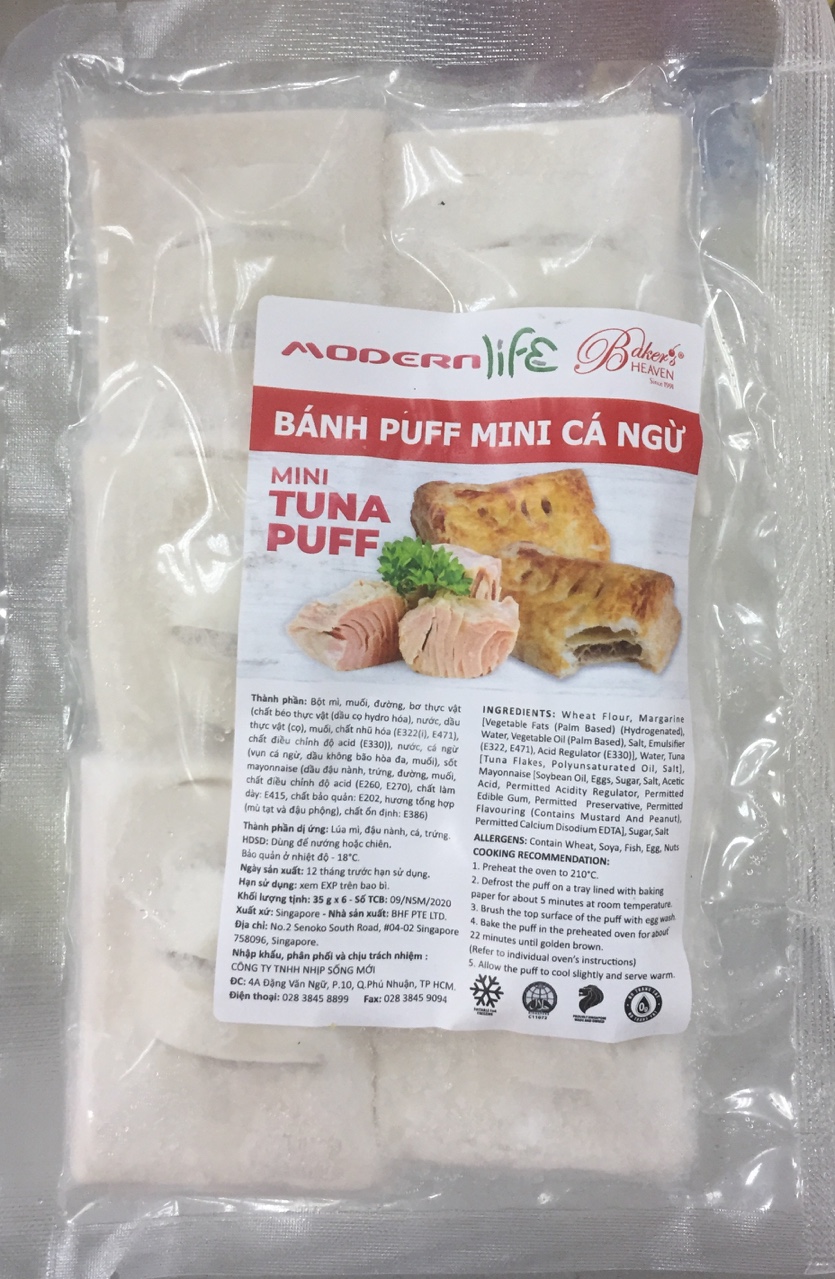 MODERN life
Baker's
HEAVEN
Since 1998
BÁNH PUFF MINI CÁ NGỪ
MINI
TUNA
PUFF
Thành phần: Bột mì, muối, đường, bơ thực vật
(chất béo thực vật (dầu cọ hydro hóa), nước, dầu
thực vật (cọ), muối, chất nhũ hóa (E322(i), E471),
chất điều chỉnh độ acid (E330)), nước, cá ngừ
(vụn cá ngừ, dầu không bão hòa đa, muối), sốt
mayonnaise (dầu đậu nành, trứng, đường, muối,
chất điều chỉnh độ acid (E260, E270), chất làm
dày: E415, chất bảo quản: E202, hương tổng hợp
(mù tạt và đậu phộng), chất ổn định: E386)
Thành phần dị ứng: Lúa mì, đậu nành, cá, trứng.
HDSD: Dùng để nướng hoặc chiên.
Bảo quản ở nhiệt độ - 18°C.
Ngày sản xuất: 12 tháng trước hạn sử dụng.
Hạn sử dụng: xem EXP trên bao bì.
Khối lượng tịnh: 35 g x 6 - Số TCB: 09/NSM/2020
Xuất xứ: Singapore - Nhà sản xuất: BHF PTE LTD.
Địa chỉ: No.2 Senoko South Road, #04-02 Singapore
758096, Singapore.
Nhập khẩu, phân phối và chịu trách nhiệm :
CÔNG TY TNHH NHỊP SỐNG MỚI
ĐC: 4A Đặng Văn Ngữ, P.10, Q.Phú Nhuận, TP HCM.
Điện thoại: 028 3845 8899 Fax: 028 3845 9094
INGREDIENTS: Wheat Flour, Margarine
[Vegetable Fats (Palm Based) (Hydrogenated),
Water, Vegetable Oil (Palm Based), Salt, Emulsifier
(E322, E471), Acid Regulator (E330)], Water, Tuna
[Tuna Flakes, Polyunsaturated Oil, Salt],
Mayonnaise [Soybean Oil, Eggs, Sugar, Salt, Acetic
Acid, Permitted Acidity Regulator, Permitted
Edible Gum, Permitted Preservative, Permitted
Flavouring (Contains Mustard And Peanut),
Permitted Calcium Disodium EDTA], Sugar, Salt
ALLERGENS: Contain Wheat, Soya, Fish, Egg, Nuts
COOKING RECOMMENDATION:
1. Preheat the oven to 210°C.
2. Defrost the puff on a tray lined with baking
paper for about 5 minutes at room temperature.
3. Brush the top surface of the puff with egg wash.
4. Bake the puff in the preheated oven for about
22 minutes until golden brown.
(Refer to individual oven's instructions)
5. Allow the puff to cool slightly and serve warm.